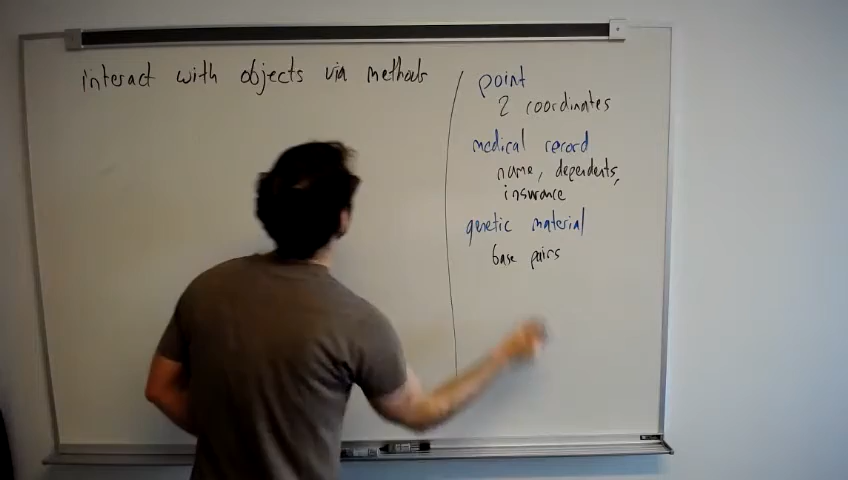 interact with objects via methods
point
2 coordinates
medical record
name, dependents,
insurance
genetic material
base pairs